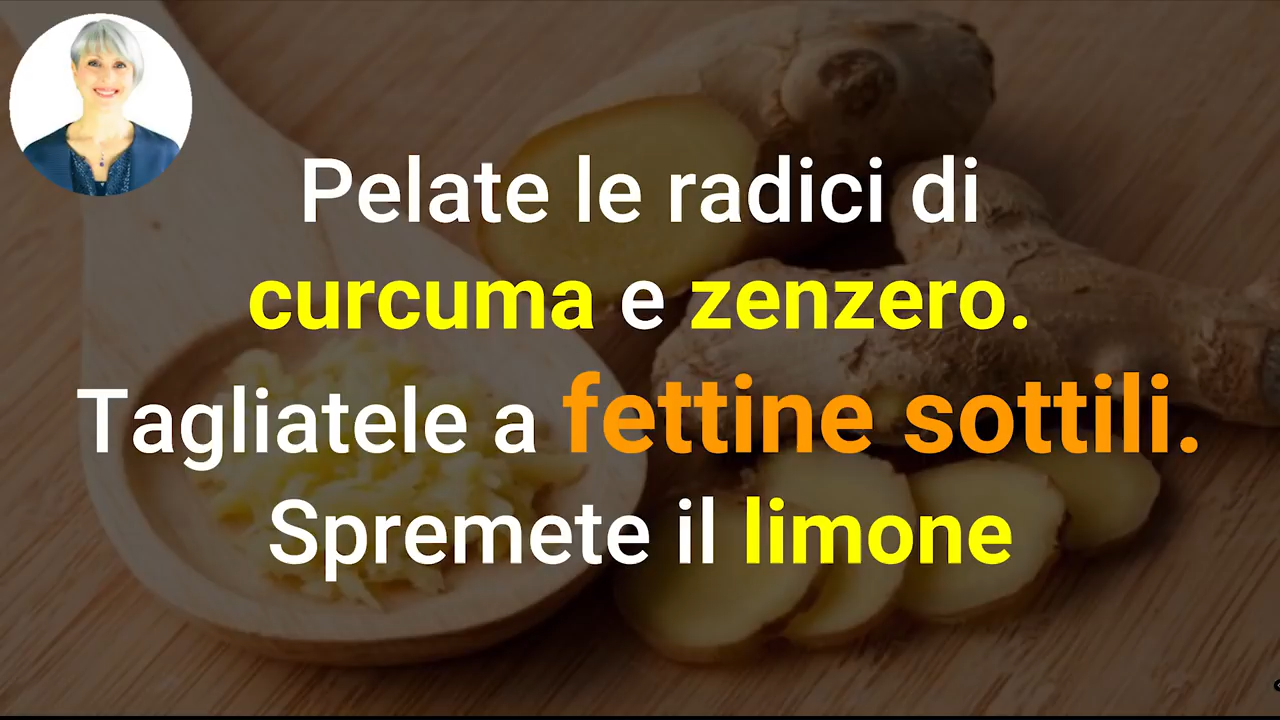 Pelate le radici di
curcuma e zenzero.
Tagliatele a fettine sottili.
Spremete il limone